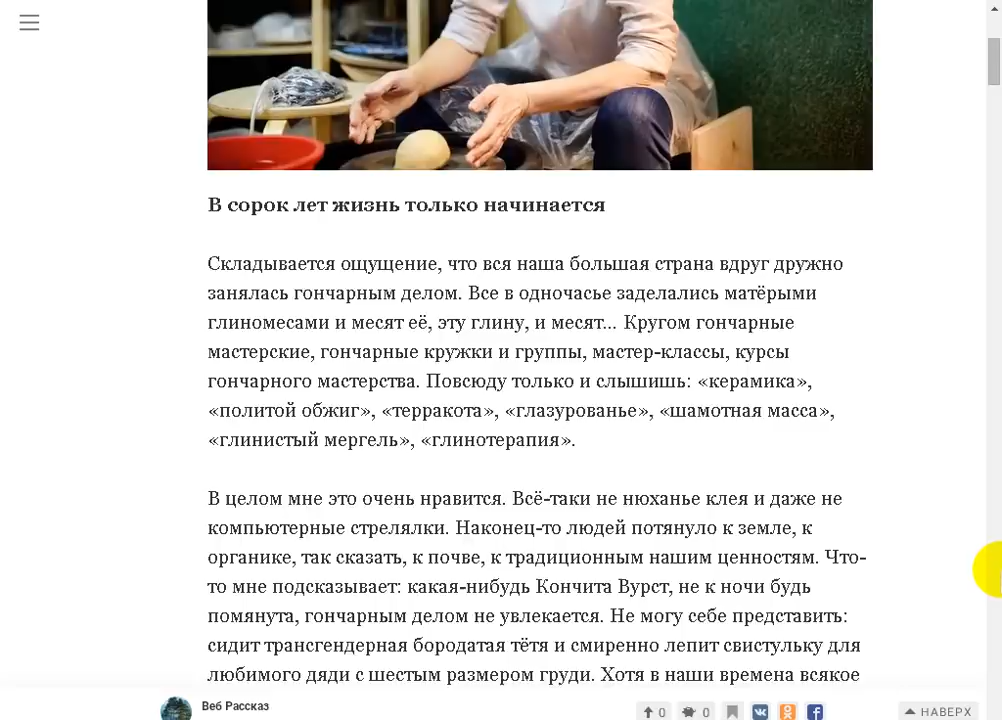 В сорок лет жизнь только начинается
Складывается ощущение, что вся наша большая страна вдруг дружно
занялась гончарным делом. Все в одночасье заделались матёрыми
глиномесами и месят её, эту глину, и месят... Кругом гончарные
мастерские, гончарные кружки и группы, мастер-классы, курсы
гончарного мастерства. Повсюду только и слышишь: «керамика»,
«политой обжиг», «терракота», «глазурованье», «шамотная масса»,
«глинистый мергель», «глинотерапия».
В целом мне это очень нравится. Всё-таки не нюханье клея и даже не
компьютерные стрелялки. Наконец-то людей потянуло к земле, к
органике, так сказать, к почве, к традиционным нашим ценностям. Что-
то мне подсказывает: какая-нибудь Кончита Вурст, не к ночи будь
помянута, гончарным делом не увлекается. Не могу себе представить:
сидит трансгендерная бородатая тётя и смиренно лепит свистульку для
любимого дяди с шестым размером груди. Хотя в наши времена всякое
Веб Рассказ
0 0 НАВЕРХ